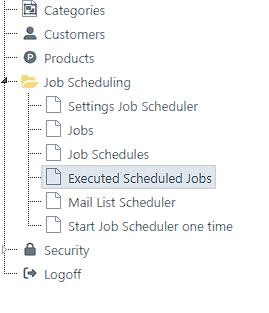 Categories
Customers
P Products
Job Scheduling
Settings Job Scheduler
Jobs
Job Schedules
Executed Scheduled Jobs
Mail List Scheduler
Start Job Scheduler one time
Security
Logoff